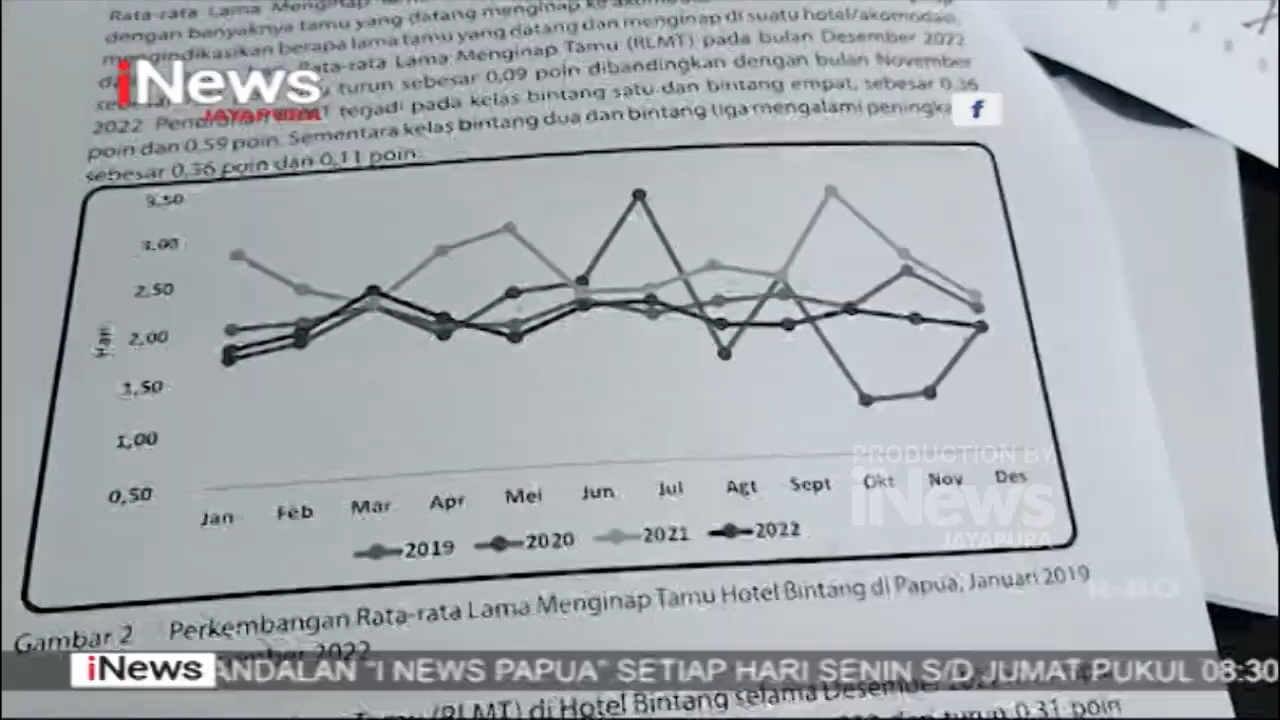 Rata-rata Lama Menginap
dengan banyaknya tamu yang datang menginap ke
mengindikasikan berapa lama tamu yang datang dan menginap di suatu hotel/akomodasi.
Rata-rata Lama Menginap Tamu (RLMT) pada bulan Desember 2022
turun sebesar 0,09 poin dibandingkan dengan bulan November
2022 tegadi pada kelas bintang satu dan bintang empat, sebesar 0,36
poin dan 0,59 poin. Sementara kelas bintang dua dan bintang tiga mengalami
sebesar 0,36 poin dan 0,11 poin.
iNews
JAYAPURA
f
3,50
3,00
2,50
2,00
1,50
1,00
0,50
Hari
Jan Feb Mar Apr Mei Jun Jul Agt Sept Okt Nov Des
2019 2020 2021 2022
PRODUCTION BY
iNews
JAYAPURA
Gambar 2 Perkembangan Rata-rata Lama Menginap Tamu Hotel Bintang di Papua, Januari 2019
2022
iNews ANDALAN "I NEWS PAPUA" SETIAP HARI SENIN S/D JUMAT PUKUL 08:30
(RLMT) di Hotel Bintang selama Desember
turun 0,31 poin